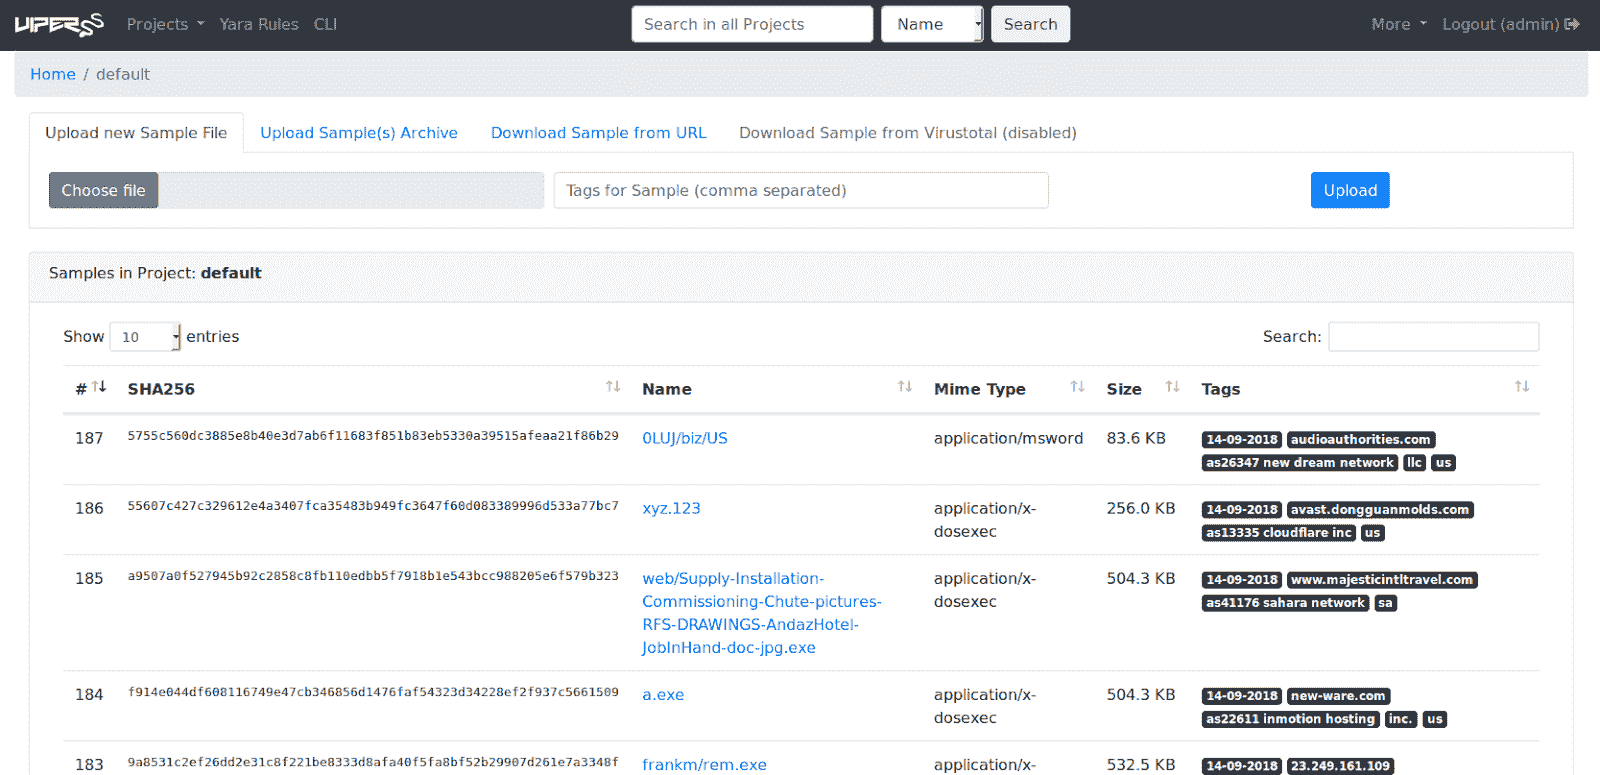 VIPER Projects Yara Rules CLI Search in all Projects Name Search More Logout (admin)
Home / default
Upload new Sample File Upload Sample(s) Archive Download Sample from URL Download Sample from Virustotal (disabled)
Choose file Tags for Sample (comma separated) Upload
Samples in Project: default
Show 10 entries Search:
# SHA256 Name Mime Type Size Tags
187 5755c560dc3885e8b40e3d7ab6f11683f851b83eb5330a39515afeaa21f86b29 0LUJ/biz/US application/msword 83.6 KB 14-09-2018 audioauthorities.com
as26347 new dream network llc us
186 55607c427c329612e4a3407fca35483b949fc3647f60d083389996d533a77bc7 xyz.123 application/x- 256.0 KB 14-09-2018 avast.dongguanmolds.com
dosexec as13335 cloudflare inc us
185 a9507a0f527945b92c2858c8fb110edbb5f7918b1e543bcc988205e6f579b323 web/Supply-Installation- application/x- 504.3 KB 14-09-2018 www.majesticintltravel.com
Commissioning-Chute-pictures- dosexec as41176 sahara network sa
RFS-DRAWINGS-AndazHotel-
JobInHand-doc-jpg.exe
184 f914e044df608116749e47cb346856d1476faf54323d34228ef2f937c5661509 a.exe application/x- 504.3 KB 14-09-2018 new-ware.com
dosexec as22611 inmotion hosting inc. us
183 9a8531c2ef26dd2e31c8f221be8333d8afa40f5fa8bf52b29907d261e7a3348f frankm/rem.exe application/x- 532.5 KB 14-09-2018 23.249.161.109